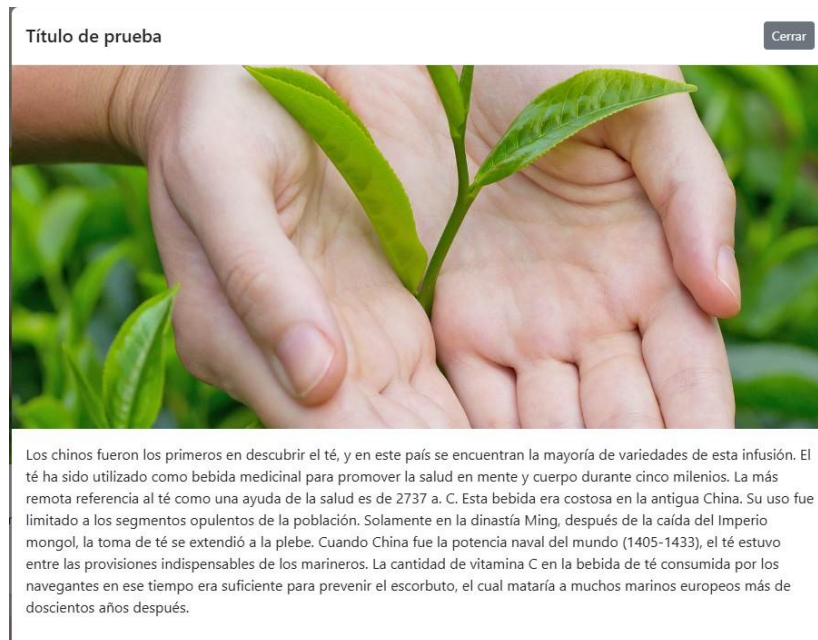 Título de prueba
Cerrar
Los chinos fueron los primeros en descubrir el té, y en este país se encuentran la mayoría de variedades de esta infusión. El
té ha sido utilizado como bebida medicinal para promover la salud en mente y cuerpo durante cinco milenios. La más
remota referencia al té como una ayuda de la salud es de 2737 a. C. Esta bebida era costosa en la antigua China. Su uso fue
limitado a los segmentos opulentos de la población. Solamente en la dinastía Ming, después de la caída del Imperio
mongol, la toma de té se extendió a la plebe. Cuando China fue la potencia naval del mundo (1405-1433), el té estuvo
entre las provisiones indispensables de los marineros. La cantidad de vitamina C en la bebida de té consumida por los
navegantes en ese tiempo era suficiente para prevenir el escorbuto, el cual mataría a muchos marinos europeos más de
doscientos años después.